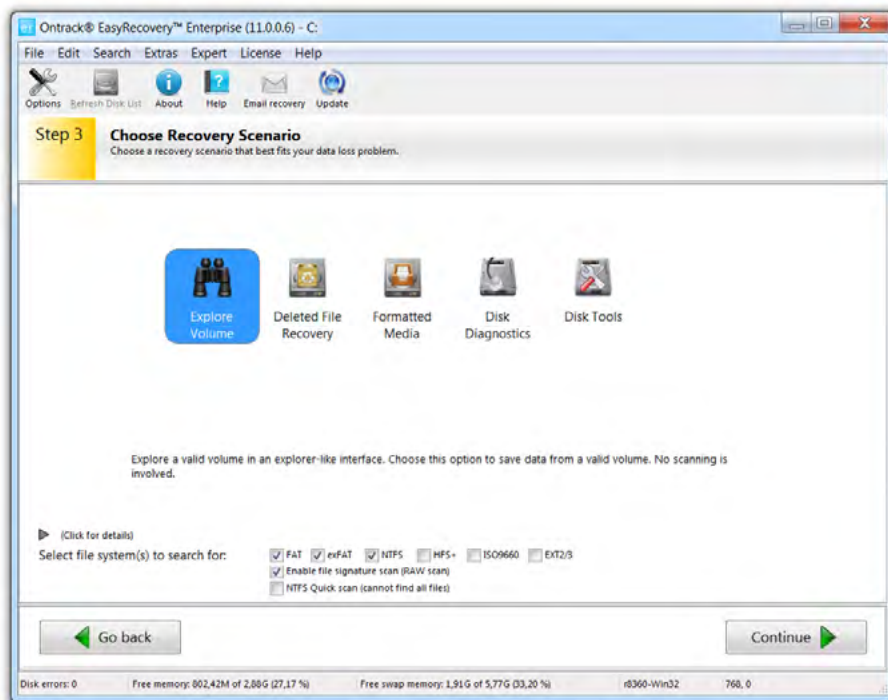 Ontrack® EasyRecovery™ Enterprise (11.0.0.6) - C:
File Edit Search Extras Expert License Help
Options Refresh Disk List About Help Email recovery Update
Step 3 Choose Recovery Scenario
Choose a recovery scenario that best fits your data loss problem.
Explore Volume
Deleted File Recovery
Formatted Media
Disk Diagnostics
Disk Tools
Explore a valid volume in an explorer-like interface. Choose this option to save data from a valid volume. No scanning is
involved.
(Click for details)
Select file system(s) to search for: FAT exFAT NTFS HFS+ ISO9660 EXT2/3
Enable file signature scan (RAW scan)
NTFS Quick scan (cannot find all files)
Go back Continue
Disk errors: 0 Free memory: 802,42M of 2,88G (27,17 %) Free swap memory: 1,91G of 5,77G (33,20 %) r8360-Win32 768, 0